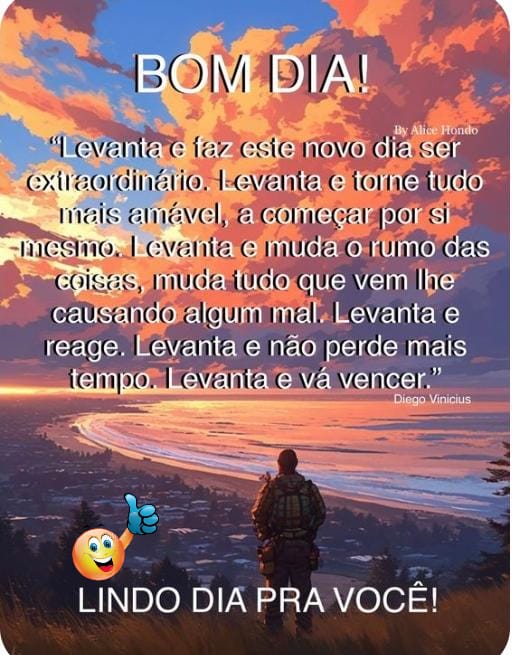 BOM DIA!
By Alice Hondo
“Levanta e faz este novo dia ser
extraordinário. Levanta e torne tudo
mais amável, a começar por si
mesmo. Levanta e muda o rumo das
coisas, muda tudo que vem lhe
causando algum mal. Levanta e
reage. Levanta e não perde mais
tempo. Levanta e vá vencer.”
Diego Vinicius
LINDO DIA PRA VOCÊ!